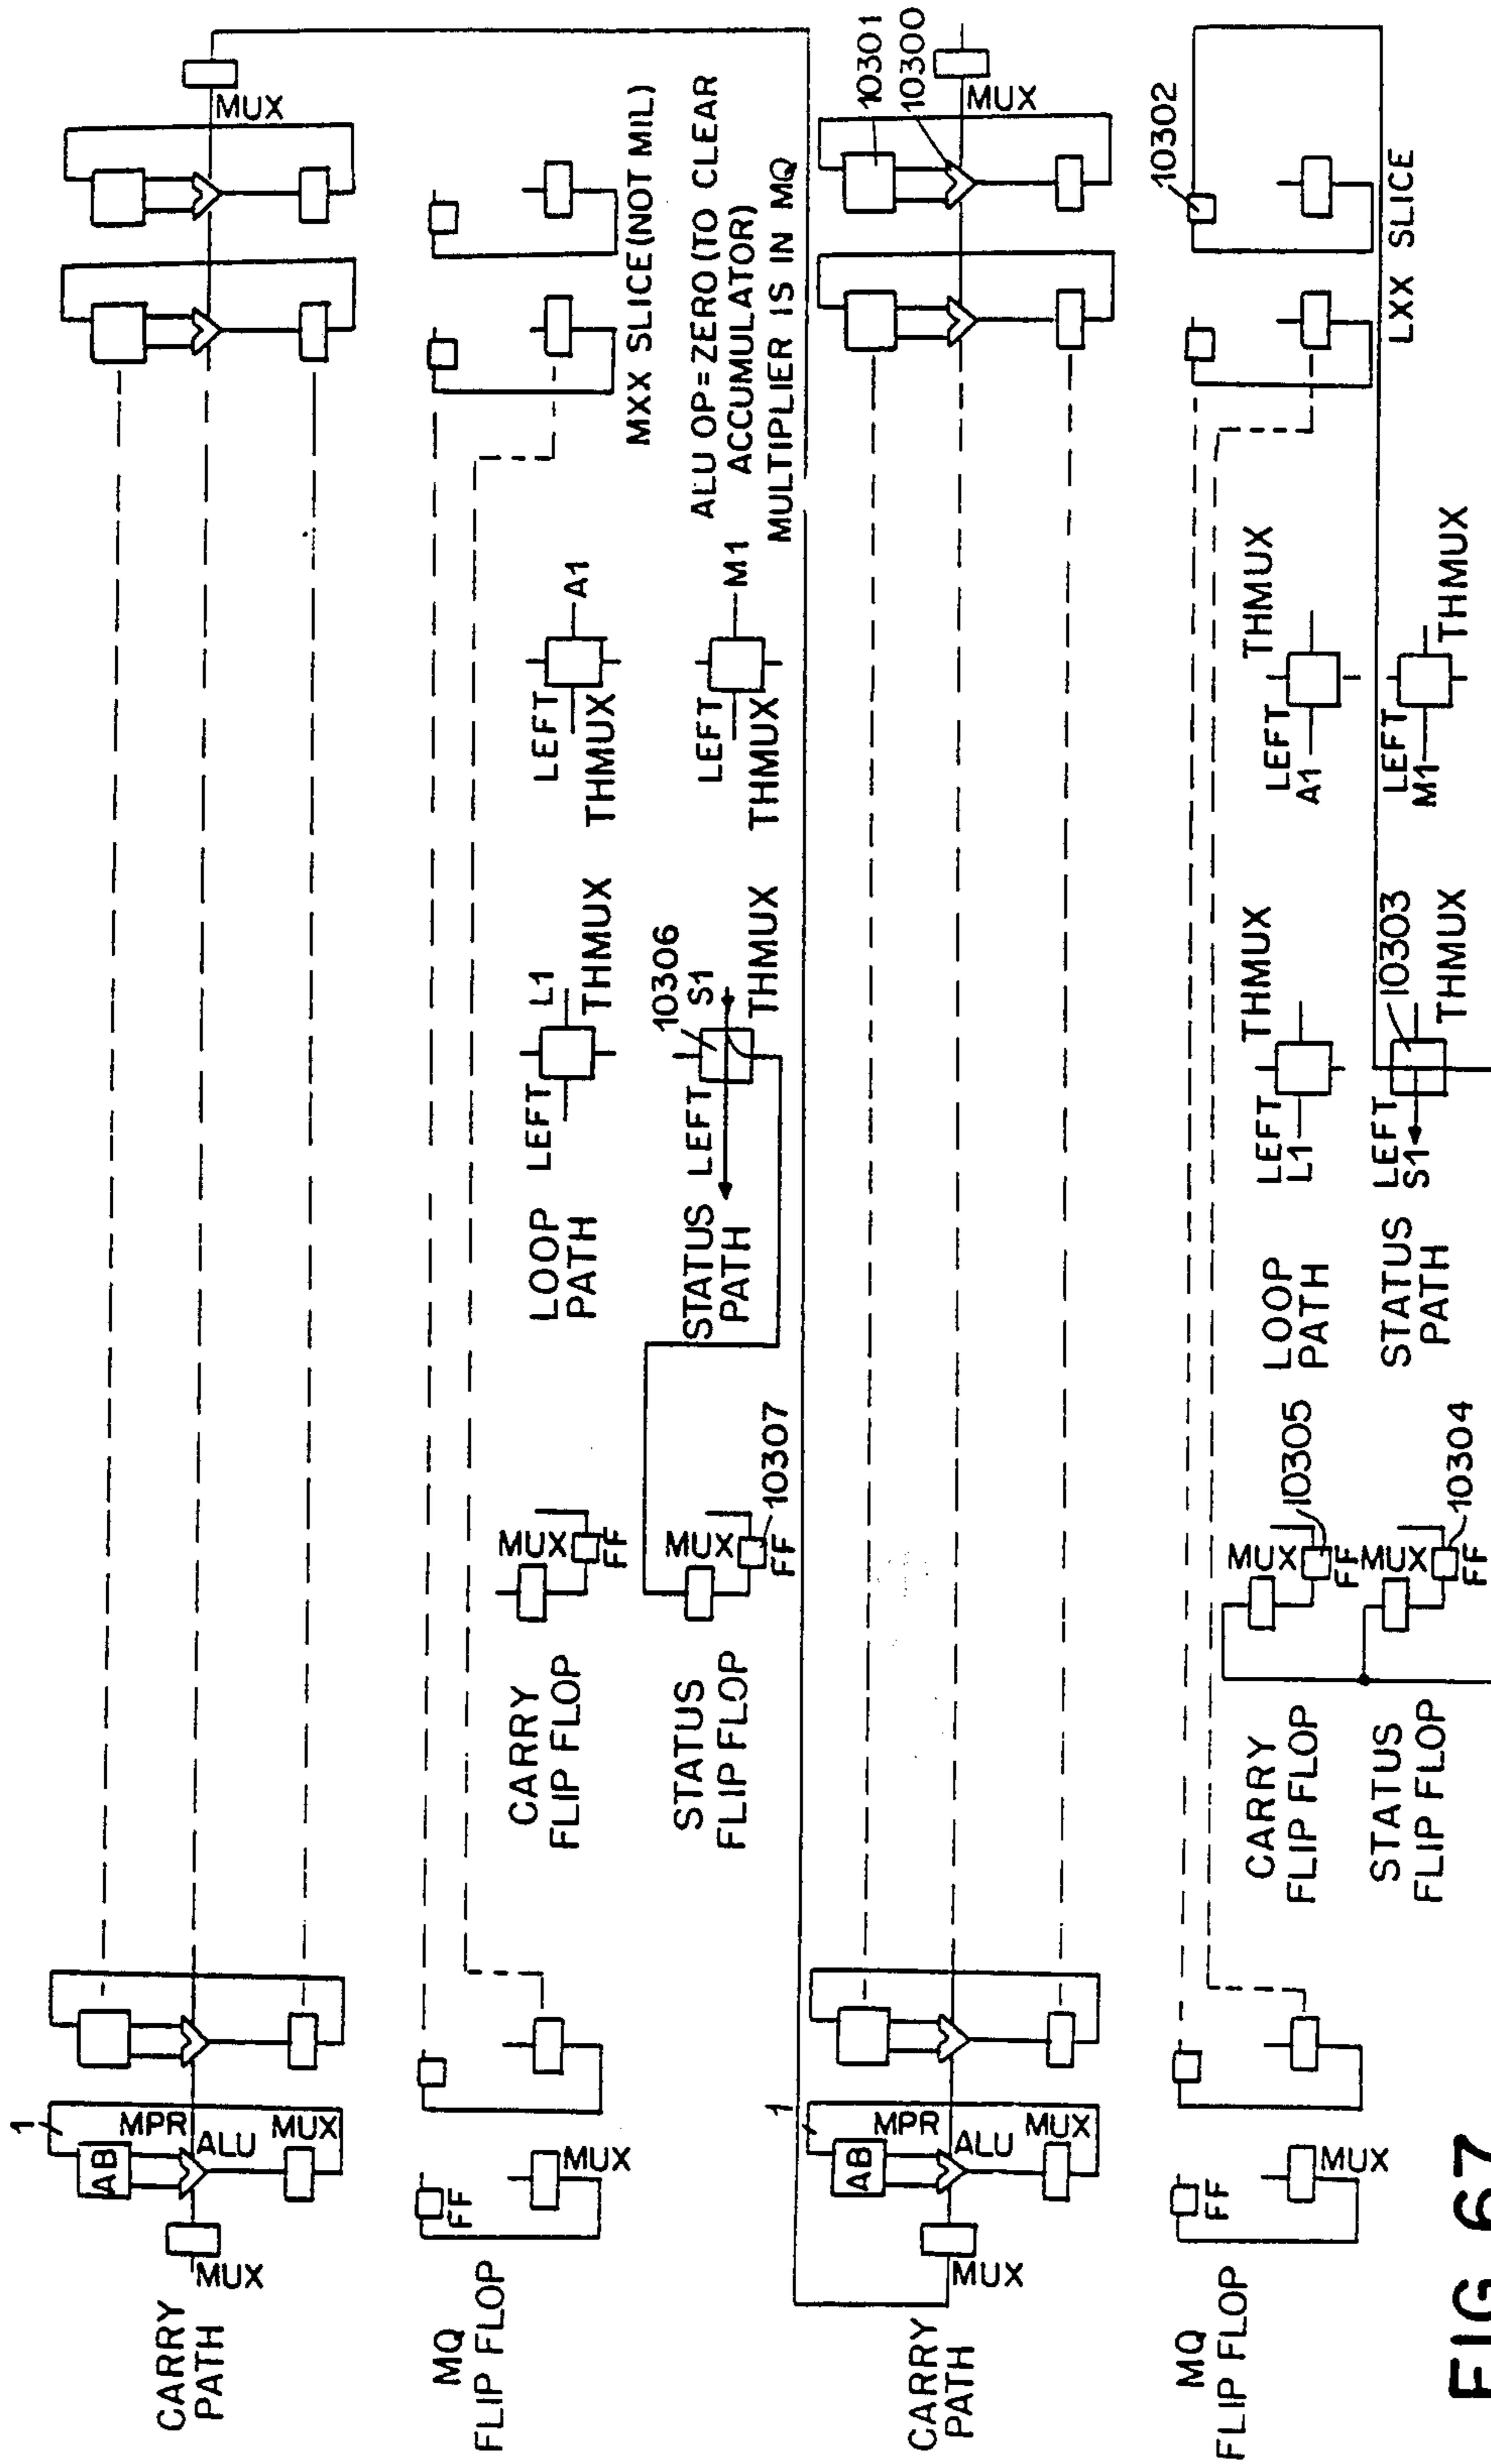 1
MPR
AB
ALU
MUX
MUX
MUX
CARRY
PATH
FF
MUX
MQ
FLIP FLOP
CARRY
FLIP FLOP
MUX
FF
LOOP
PATH
LEFT
L1
THMUX
LEFT
A1
THMUX
MXX SLICE (NOT MIL)
STATUS
FLIP FLOP
MUX
FF
10307
STATUS
PATH
LEFT
10306
S1
THMUX
LEFT
M1
THMUX
ALU OP = ZERO (TO CLEAR
ACCUMULATOR)
MULTIPLIER IS IN MQ
1
MPR
AB
ALU
MUX
MUX
10301
10300
MUX
CARRY
PATH
FF
MUX
MQ
FLIP FLOP
10302
CARRY
FLIP FLOP
MUX
FF
10305
LOOP
PATH
LEFT
L1
THMUX
LEFT
A1
THMUX
LXX SLICE
STATUS
FLIP FLOP
MUX
FF
10304
STATUS
PATH
LEFT
S1
10303
THMUX
LEFT
M1
THMUX
FIG 67